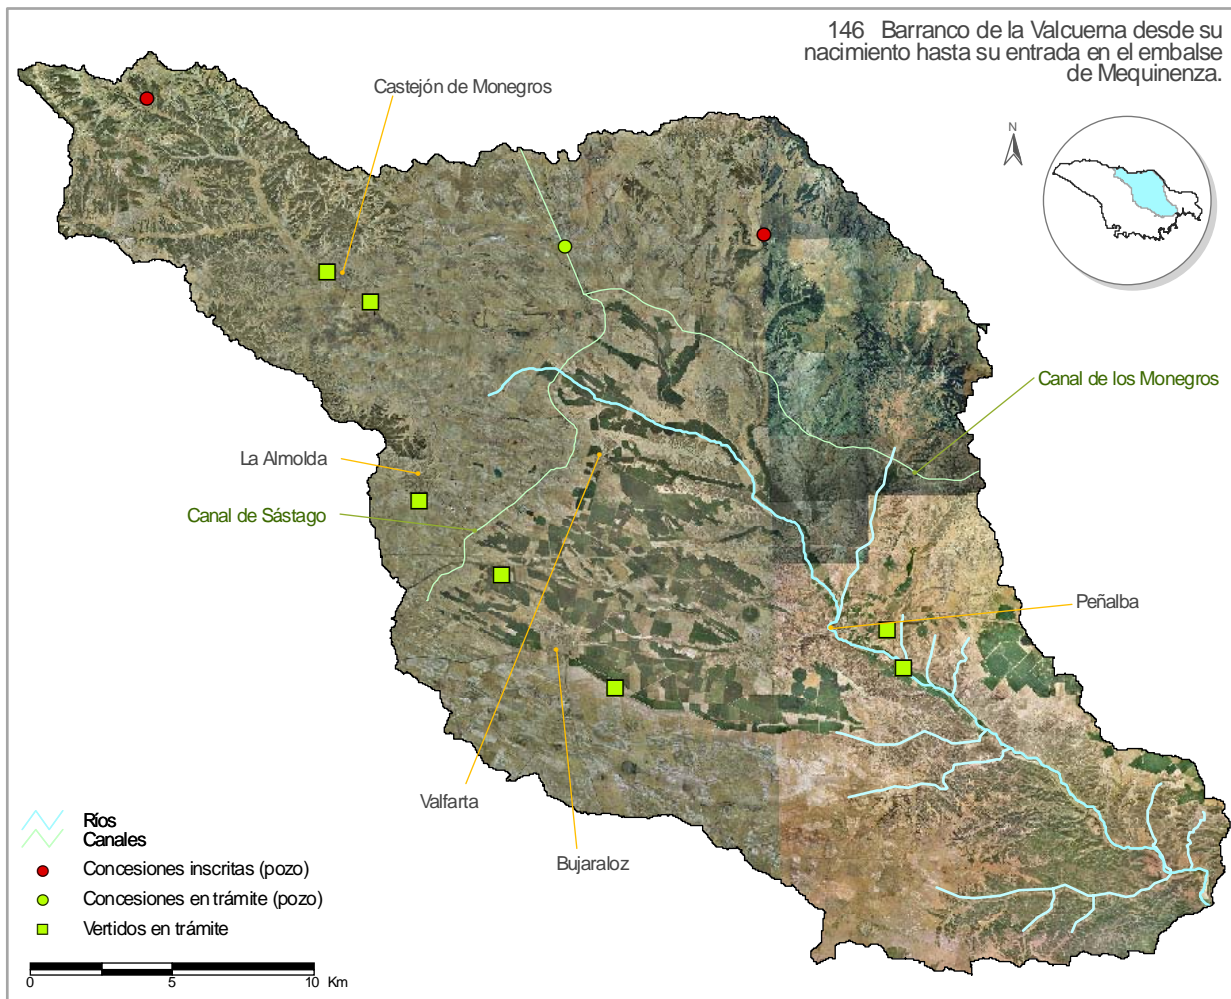 146 Barranco de la Valcuerna desde su
nacimiento hasta su entrada en el embalse
de Mequinenza.
Castejón de Monegros
N
Canal de los Monegros
La Almolda
Canal de Sástago
Peñalba
Valfarta
Bujaraloz
Ríos
Canales
Concesiones inscritas (pozo)
Concesiones en trámite (pozo)
Vertidos en trámite
0 5 10 Km